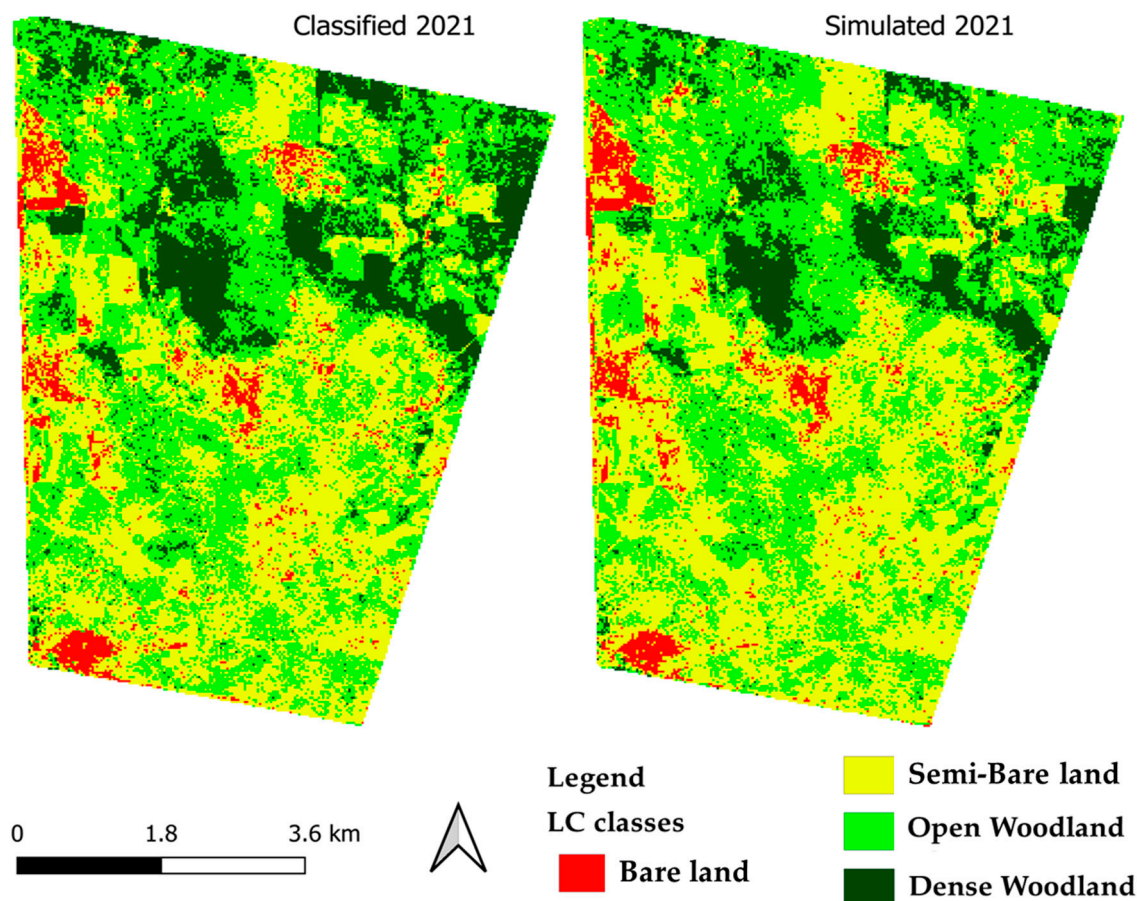 Classified 2021
Simulated 2021
Legend
LC classes
Bare land
Semi-Bare land
Open Woodland
Dense Woodland
0 1.8 3.6 km